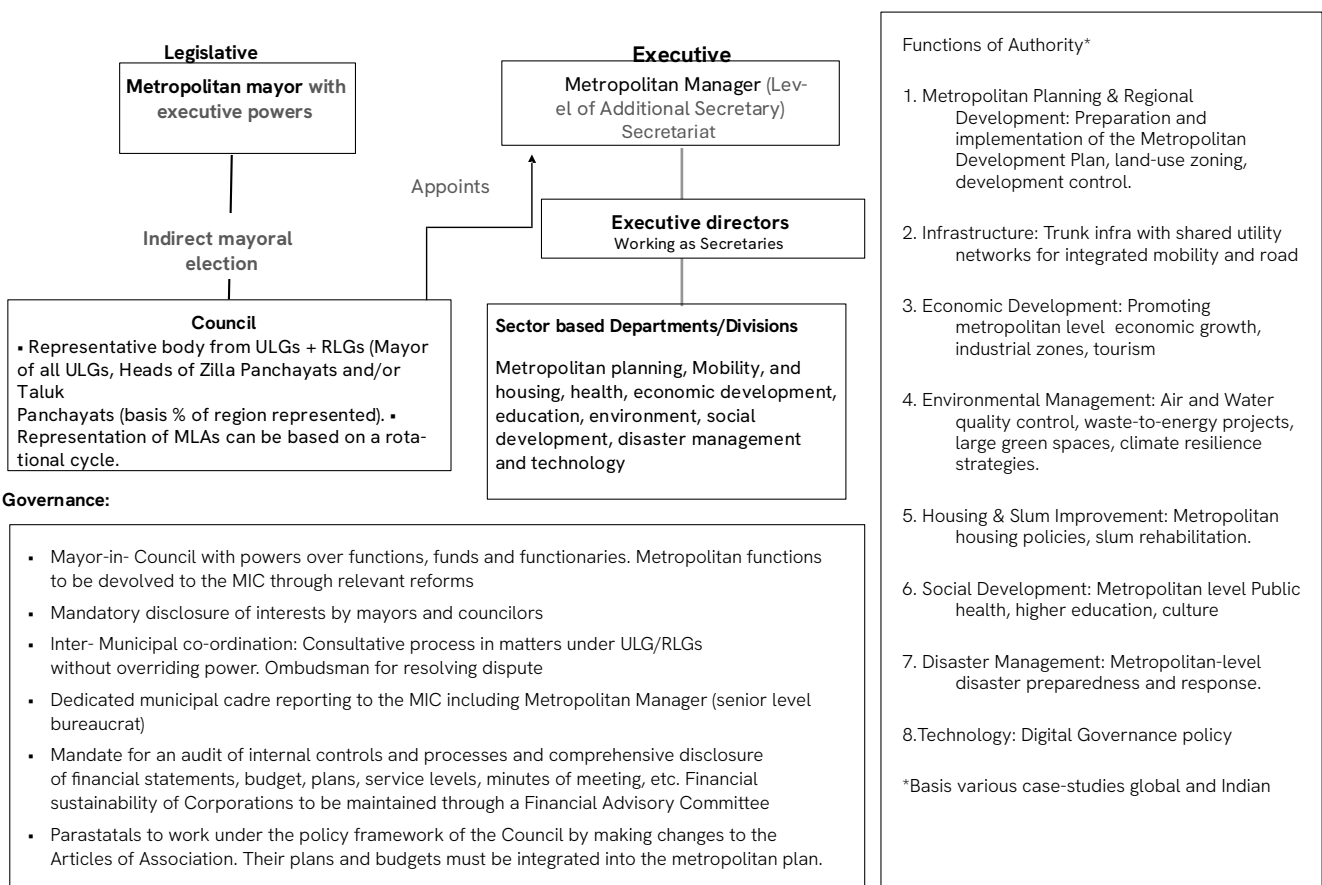 Legislative
Metropolitan mayor with
executive powers
Indirect mayoral
election
Council
▪ Representative body from ULGs + RLGs (Mayor
of all ULGs, Heads of Zilla Panchayats and/or
Taluk
Panchayats (basis % of region represented). ▪
Representation of MLAs can be based on a rota-
tional cycle.
Appoints
Executive
Metropolitan Manager (Lev-
el of Additional Secretary)
Secretariat
Executive directors
Working as Secretaries
Sector based Departments/Divisions
Metropolitan planning, Mobility, and
housing, health, economic development,
education, environment, social
development, disaster management
and technology
Governance:
▪ Mayor-in- Council with powers over functions, funds and functionaries. Metropolitan functions
to be devolved to the MIC through relevant reforms
▪ Mandatory disclosure of interests by mayors and councilors
▪ Inter- Municipal co-ordination: Consultative process in matters under ULG/RLGs
without overriding power. Ombudsman for resolving dispute
▪ Dedicated municipal cadre reporting to the MIC including Metropolitan Manager (senior level
bureaucrat)
▪ Mandate for an audit of internal controls and processes and comprehensive disclosure
of financial statements, budget, plans, service levels, minutes of meeting, etc. Financial
sustainability of Corporations to be maintained through a Financial Advisory Committee
▪ Parastatals to work under the policy framework of the Council by making changes to the
Articles of Association. Their plans and budgets must be integrated into the metropolitan plan.
Functions of Authority*
1. Metropolitan Planning & Regional
Development: Preparation and
implementation of the Metropolitan
Development Plan, land-use zoning,
development control.
2. Infrastructure: Trunk infra with shared utility
networks for integrated mobility and road
3. Economic Development: Promoting
metropolitan level economic growth,
industrial zones, tourism
4. Environmental Management: Air and Water
quality control, waste-to-energy projects,
large green spaces, climate resilience
strategies.
5. Housing & Slum Improvement: Metropolitan
housing policies, slum rehabilitation.
6. Social Development: Metropolitan level Public
health, higher education, culture
7. Disaster Management: Metropolitan-level
disaster preparedness and response.
8.Technology: Digital Governance policy
*Basis various case-studies global and Indian